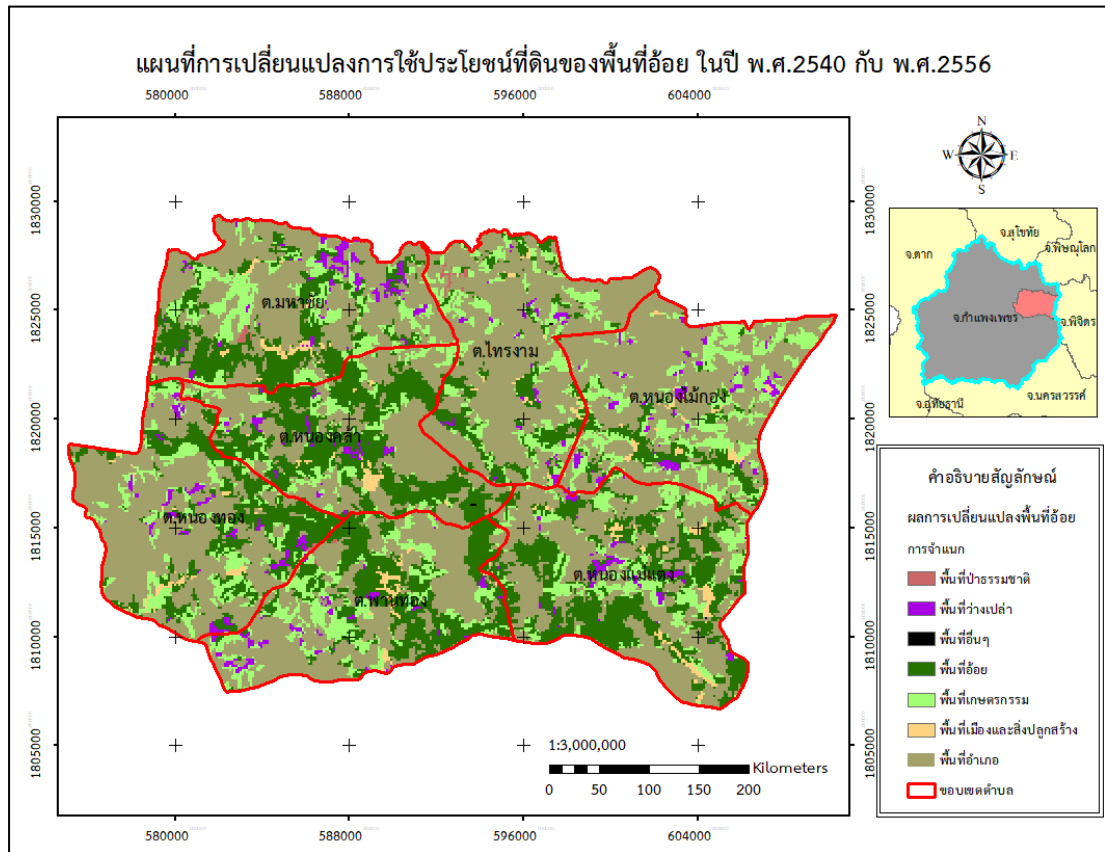 แผนที่การเปลี่ยนแปลงการใช้ประโยชน์ที่ดินของพื้นที่อ้อย ในปี พ.ศ.2540 กับ พ.ศ.2556
580000 588000 596000 604000
N
W E
S
1830000 1830000
1825000 1825000
1820000 1820000
1815000 1815000
1810000 1810000
1805000 1805000
ต.มหาชัย
ต.ไทรงาม
ต.หนองไม้กอง
ต.หนองคล้า
ต.หนองทอง
ต.หนองแม่แตง
ต.พานทอง
1:3,000,000
Kilometers
0 50 100 150 200
580000 588000 596000 604000
จ.สุโขทัย
จ.พิษณุโลก
จ.ตาก
จ.กำแพงเพชร
จ.พิจิตร
จ.อุทัยธานี
จ.นครสวรรค์
คำอธิบายสัญลักษณ์
ผลการเปลี่ยนแปลงพื้นที่อ้อย
การจำแนก
พื้นที่ป่าธรรมชาติ
พื้นที่ว่างเปล่า
พื้นที่อื่นๆ
พื้นที่อ้อย
พื้นที่เกษตรกรรม
พื้นที่เมืองและสิ่งปลูกสร้าง
พื้นที่อำเภอ
ขอบเขตตำบล